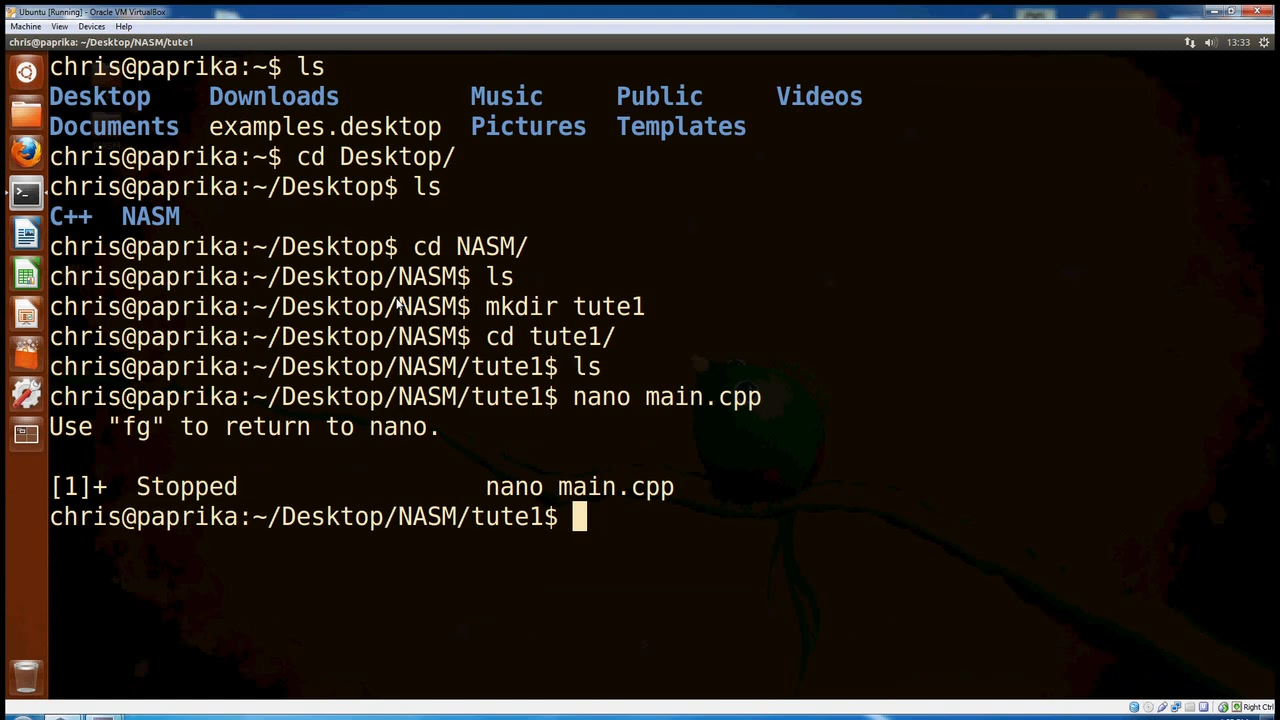 Ubuntu [Running] - Oracle VM VirtualBox
Machine View Devices Help
chris@paprika: ~/Desktop/NASM/tute1 13:33
chris@paprika:~$ ls
Desktop Downloads Music Public Videos
Documents examples.desktop Pictures Templates
chris@paprika:~$ cd Desktop/
chris@paprika:~/Desktop$ ls
C++ NASM
chris@paprika:~/Desktop$ cd NASM/
chris@paprika:~/Desktop/NASM$ ls
chris@paprika:~/Desktop/NASM$ mkdir tute1
chris@paprika:~/Desktop/NASM$ cd tute1/
chris@paprika:~/Desktop/NASM/tute1$ ls
chris@paprika:~/Desktop/NASM/tute1$ nano main.cpp
Use "fg" to return to nano.
[1]+ Stopped nano main.cpp
chris@paprika:~/Desktop/NASM/tute1$
Right Ctrl